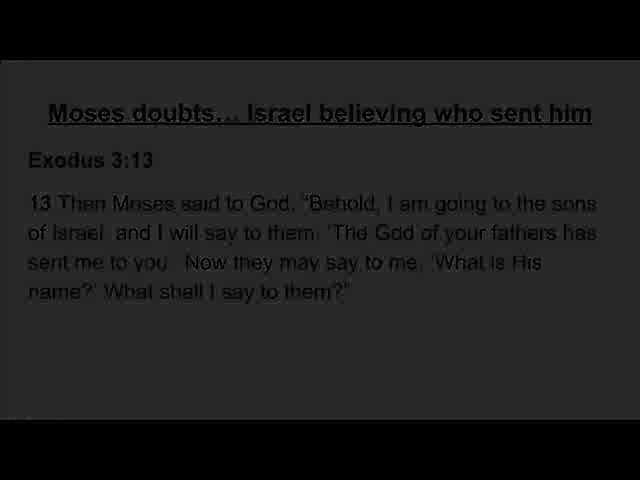 Moses doubts… Israel believing who sent him
Exodus 3:13
13 Then Moses said to God, “Behold, I am going to the sons
of Israel, and I will say to them, ‘The God of your fathers has
sent me to you.’ Now they may say to me, ‘What is His
name?’ What shall I say to them?”